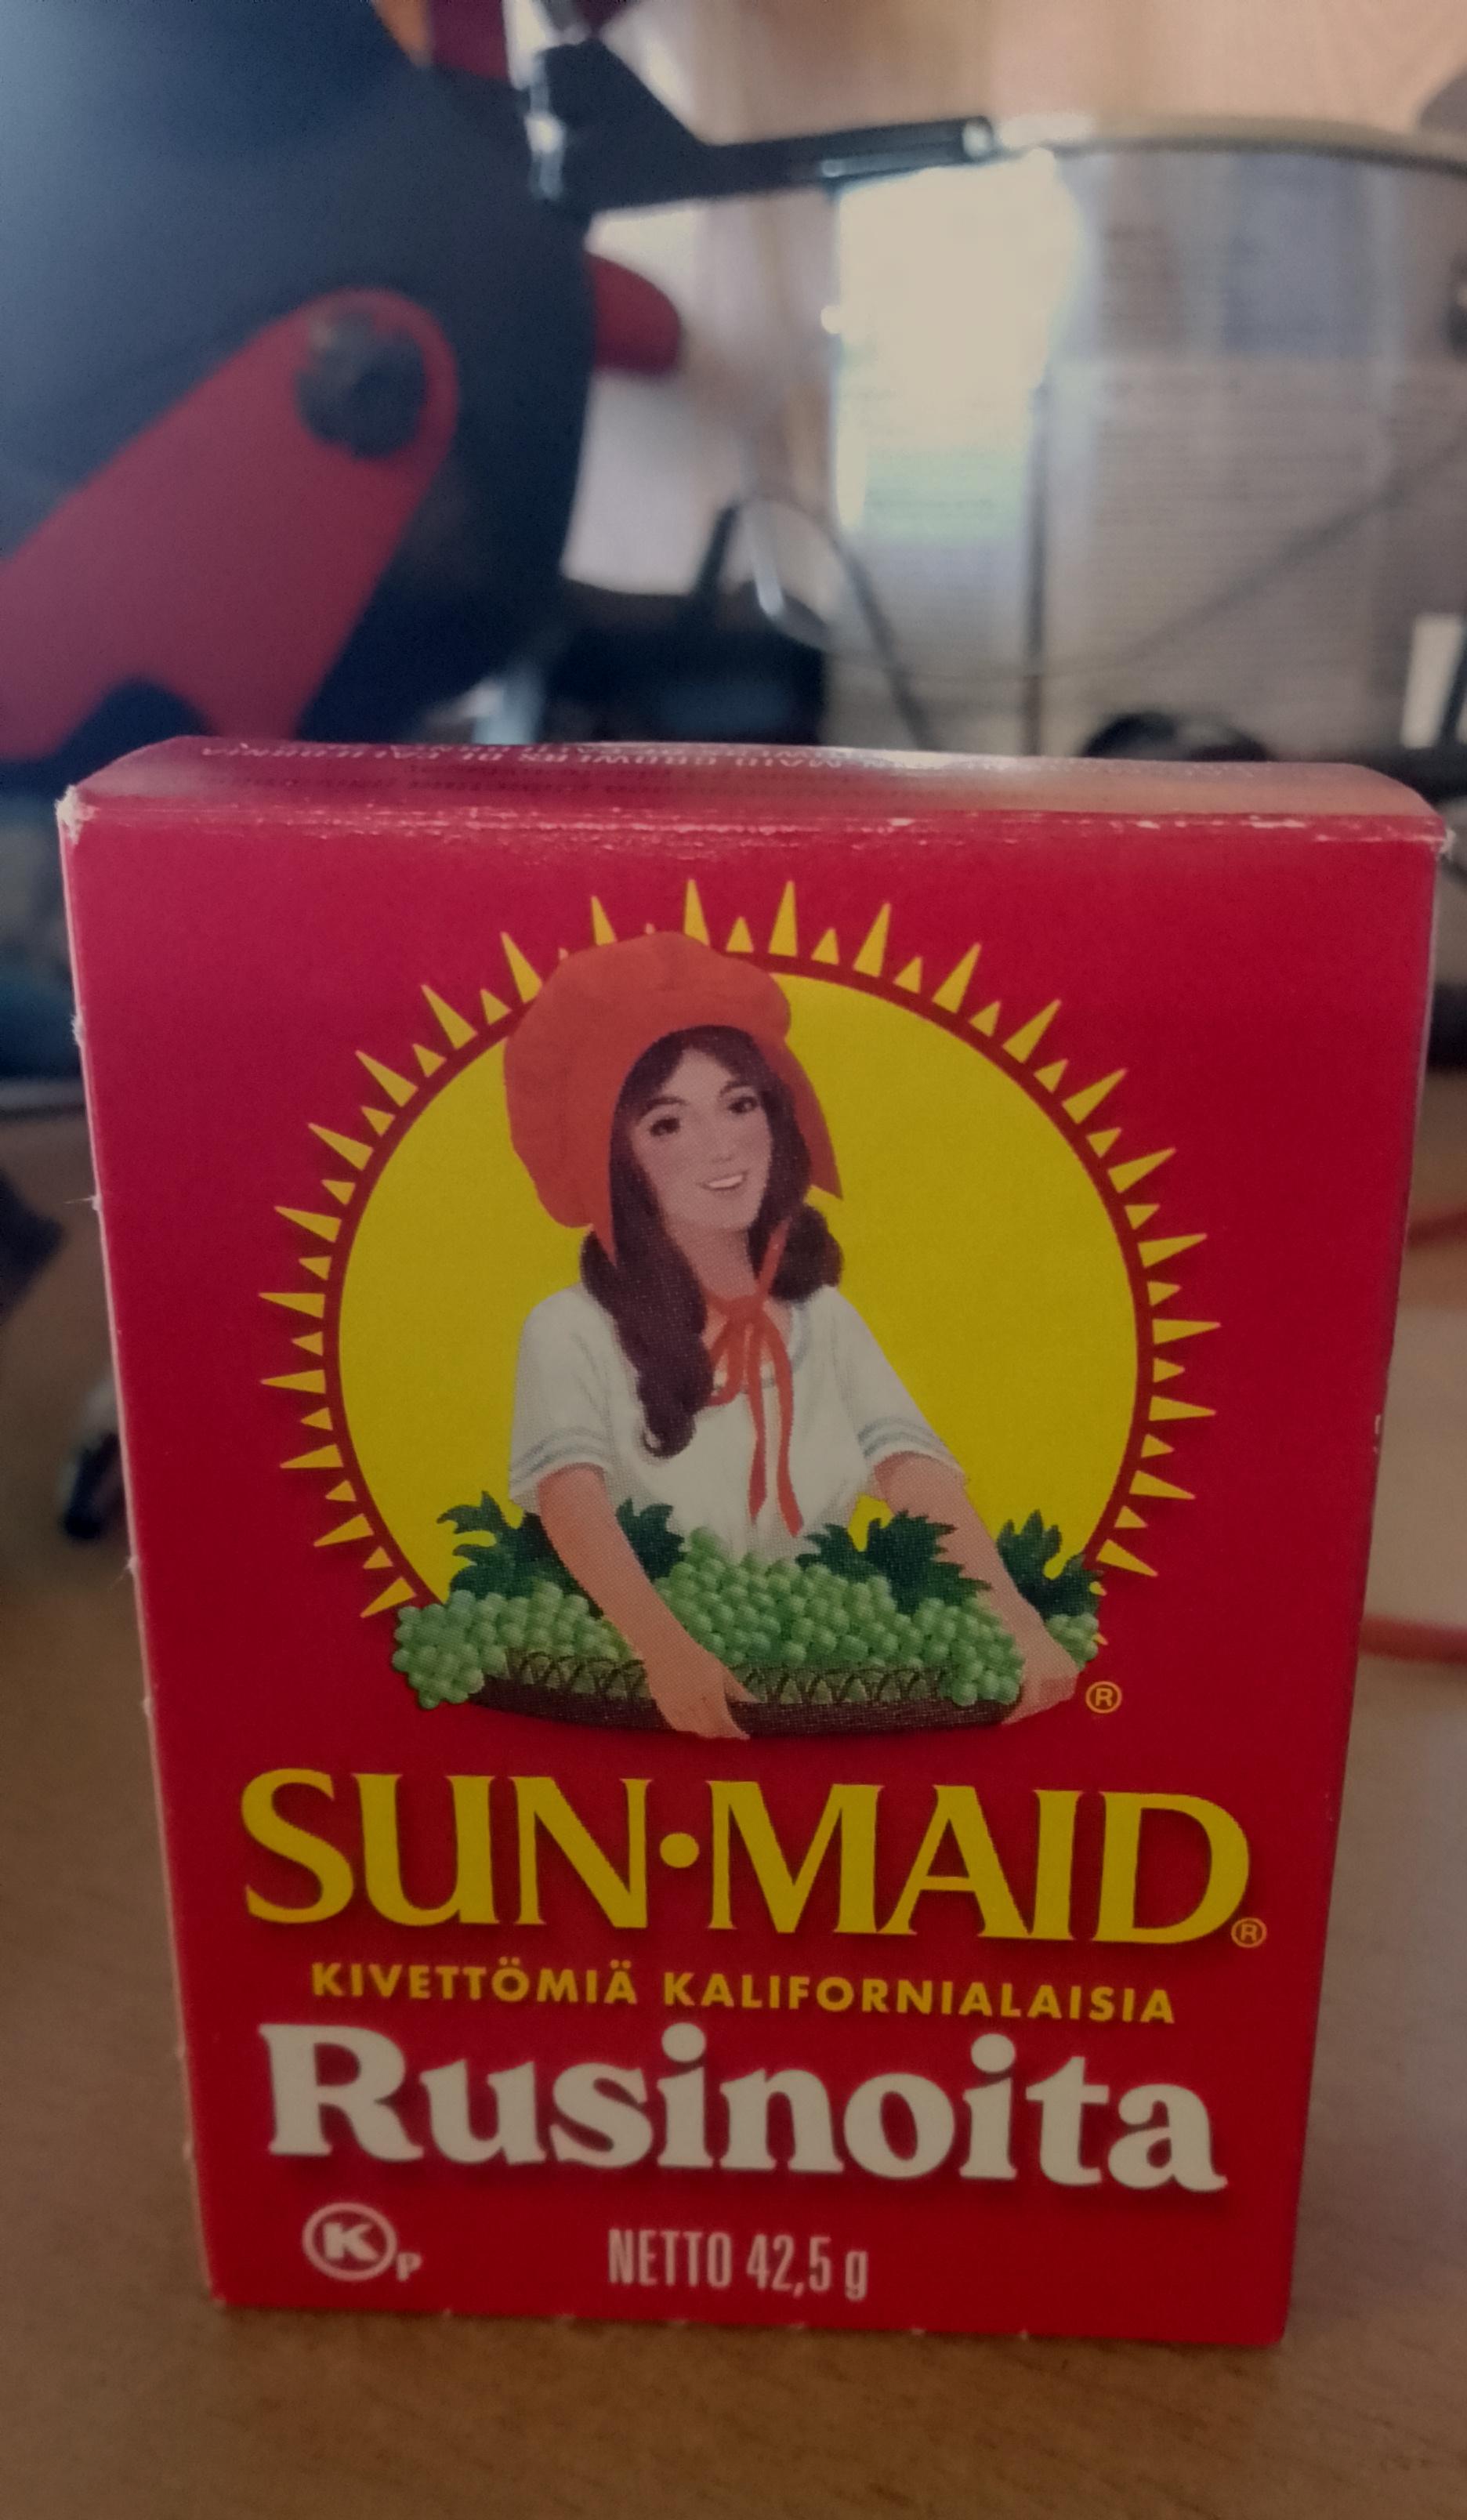 ®
SUN•MAID®
KIVETTÖMIÄ KALIFORNIALAISIA
Rusinoita
K P
NETTO 42,5 g